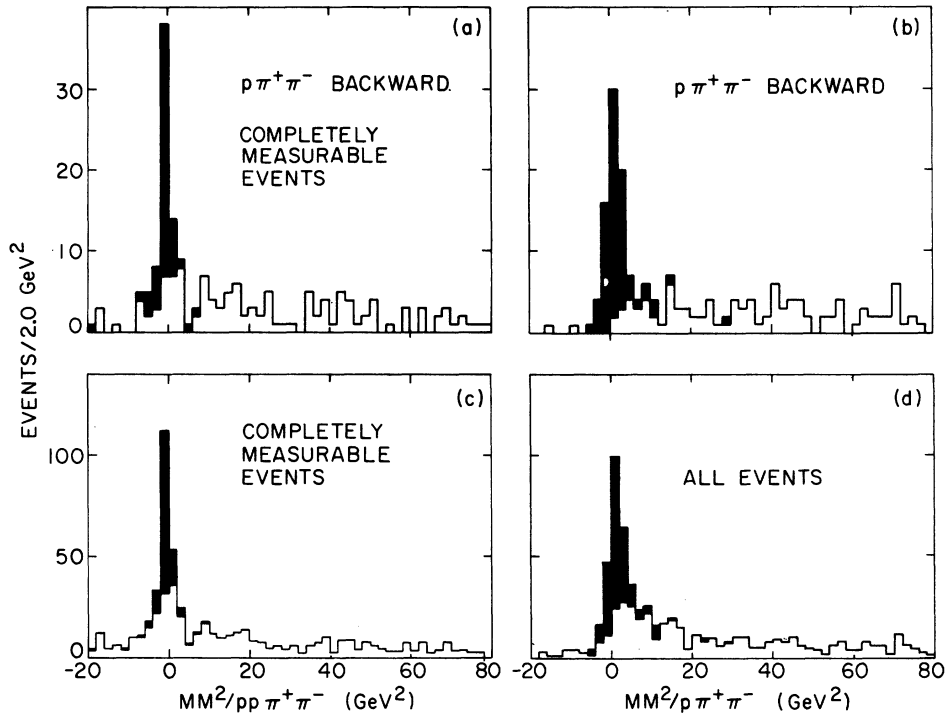 (a)
pπ⁺π⁻ BACKWARD.
COMPLETELY
MEASURABLE
EVENTS
30
20
10
0
(b)
pπ⁺π⁻ BACKWARD
EVENTS/2.0 GeV²
(c)
COMPLETELY
MEASURABLE
EVENTS
100
50
0
(d)
ALL EVENTS
-20 0 20 40 60 80
MM²/ppπ⁺π⁻ (GeV²)
-20 0 20 40 60 80
MM²/pπ⁺π⁻ (GeV²)